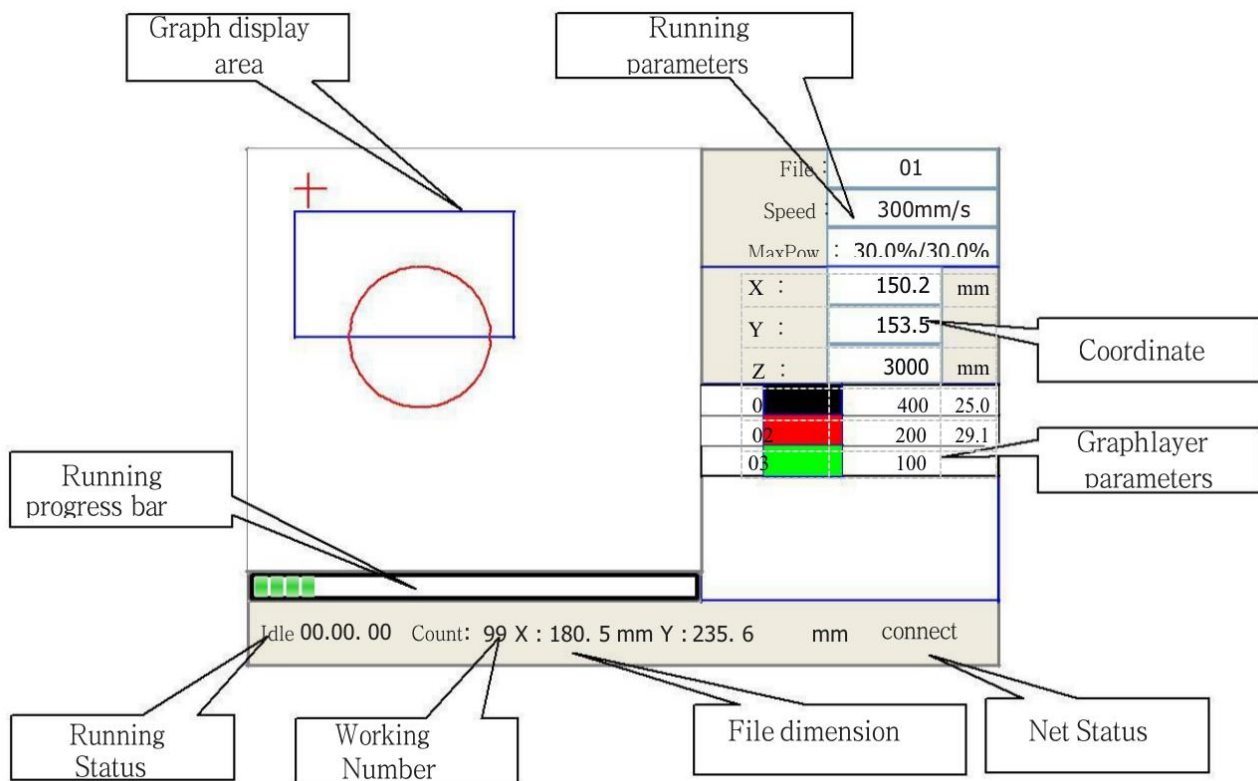 Graph display
area
Running
parameters
File : 01
Speed : 300mm/s
MaxPow : 30.0%/30.0%
X : 150.2 mm
Y : 153.5
Z : 3000 mm
Coordinate
0 400 25.0
02 200 29.1
03 100
Graphlayer
parameters
Running
progress bar
Idle 00.00. 00 Count: 99 X : 180. 5 mm Y : 235. 6 mm connect
Running
Status
Working
Number
File dimension
Net Status